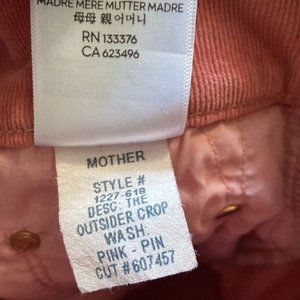 MADRE MERE MUTTER MADRE
母母 親 어머니
RN 133376
CA 623496
MOTHER
STYLE #
1227-619
DESC: THE
OUTSIDER CROP
WASH:
PINK - PIN
CUT #607457